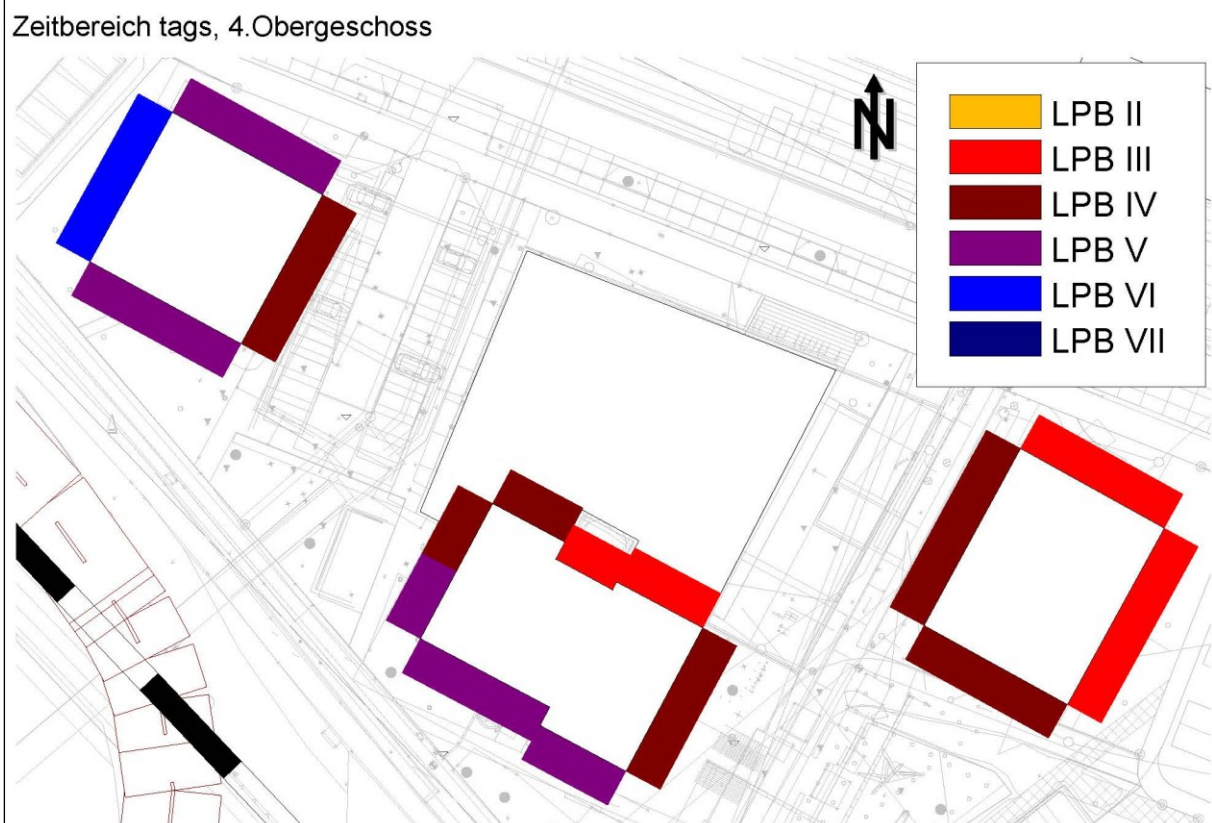 Zeitbereich tags, 4.Obergeschoss
N
LPB II
LPB III
LPB IV
LPB V
LPB VI
LPB VII